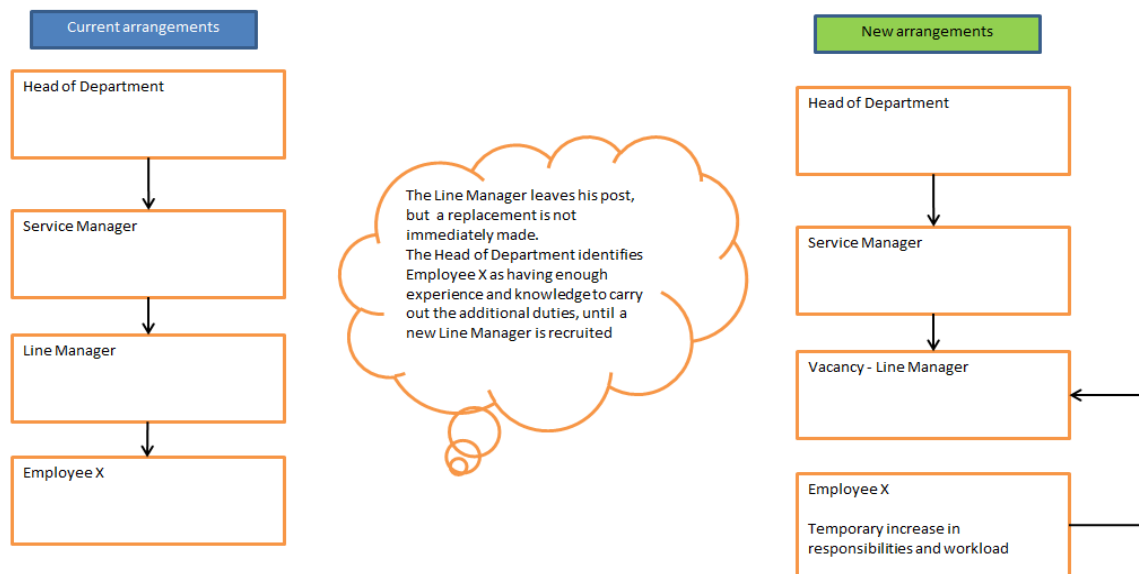 Current arrangements
Head of Department
Service Manager
Line Manager
Employee X
The Line Manager leaves his post,
but a replacement is not
immediately made.
The Head of Department identifies
Employee X as having enough
experience and knowledge to carry
out the additional duties, until a
new Line Manager is recruited
New arrangements
Head of Department
Service Manager
Vacancy - Line Manager
Employee X
Temporary increase in
responsibilities and workload